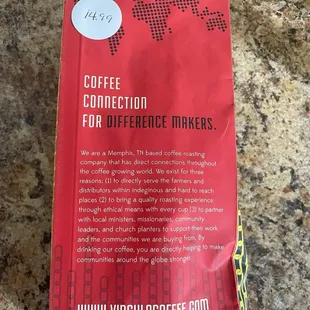 14.99
COFFEE
CONNECTION
FOR DIFFERENCE MAKERS.
We are a Memphis, TN based coffee roasting
company that has direct connections throughout
the coffee growing world. We exist for three
reasons; (1) to directly serve the farmers and
distributors within indeginous and hard to reach
places (2) to bring a quality roasting experience
through ethical means with every cup (3) to partner
with local ministers, missionaries, community
leaders, and church planters to support their work
and the communities we are buying from. By
drinking our coffee, you are directly helping to make
communities around the globe stronger.